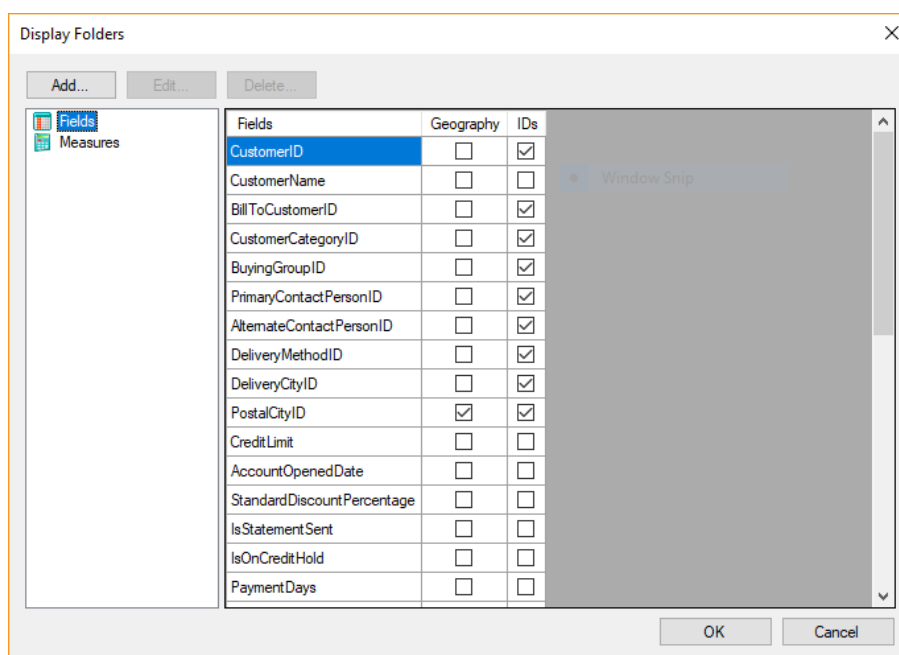 Display Folders
Add... Edit... Delete...
Fields
Measures
Fields Geography IDs
CustomerID
CustomerName
Window Snip
BillToCustomerID
CustomerCategoryID
BuyingGroupID
PrimaryContactPersonID
AlternateContactPersonID
DeliveryMethodID
DeliveryCityID
PostalCityID
CreditLimit
AccountOpenedDate
StandardDiscountPercentage
IsStatementSent
IsOnCreditHold
PaymentDays
OK Cancel